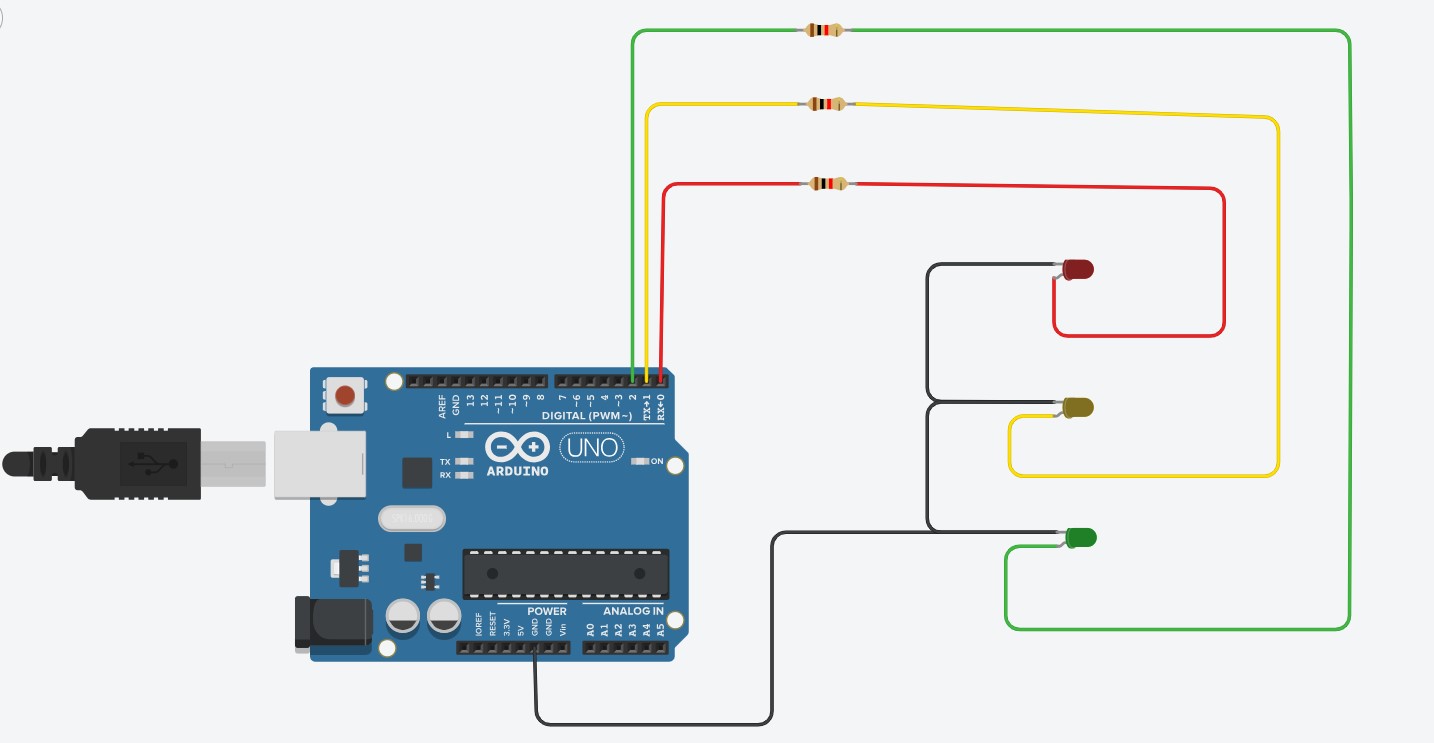 AREF
GND
13
12
~11
~10
~9
8
7
~6
~5
4
~3
2
TX→1
RX←0
DIGITAL (PWM~)
L
TX
RX
ARDUINO
UNO
ON
POWER
ANALOG IN
IOREF
RESET
3.3V
5V
GND
GND
Vin
A0
A1
A2
A3
A4
A5